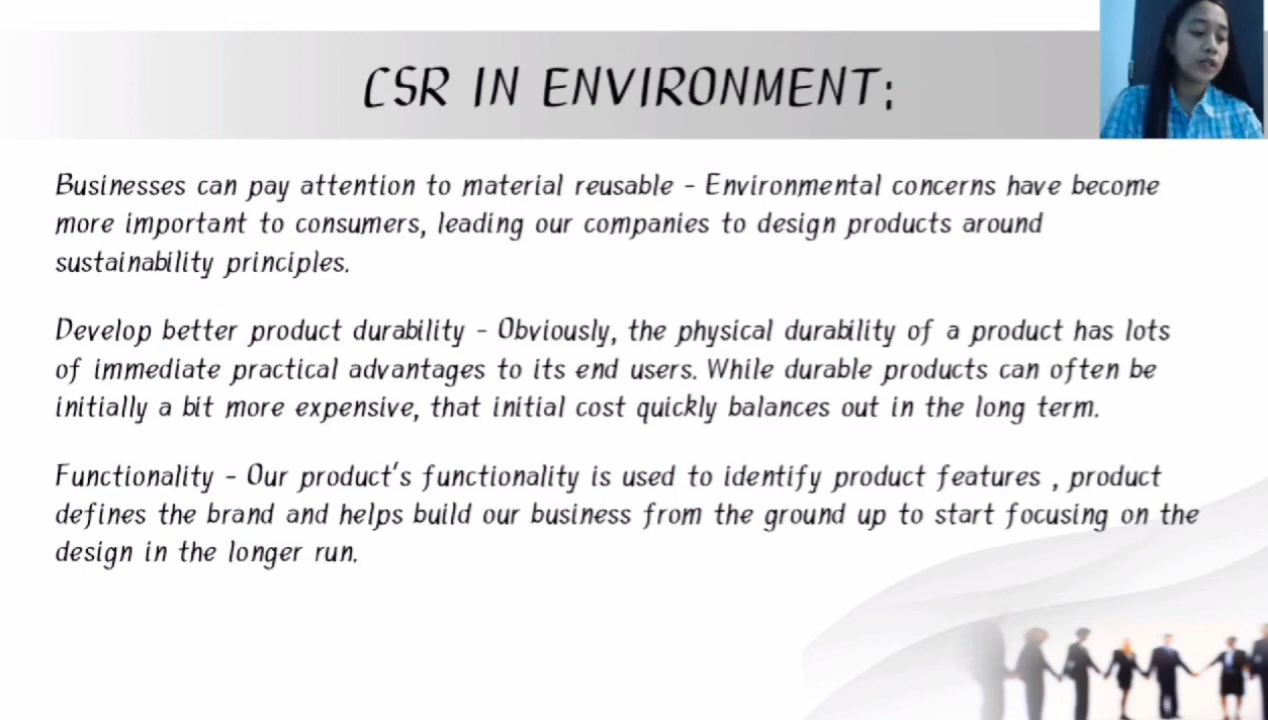 CSR IN ENVIRONMENT:
Businesses can pay attention to material reusable - Environmental concerns have become
more important to consumers, leading our companies to design products around
sustainability principles.
Develop better product durability - Obviously, the physical durability of a product has lots
of immediate practical advantages to its end users. While durable products can often be
initially a bit more expensive, that initial cost quickly balances out in the long term.
Functionality - Our product's functionality is used to identify product features , product
defines the brand and helps build our business from the ground up to start focusing on the
design in the longer run.